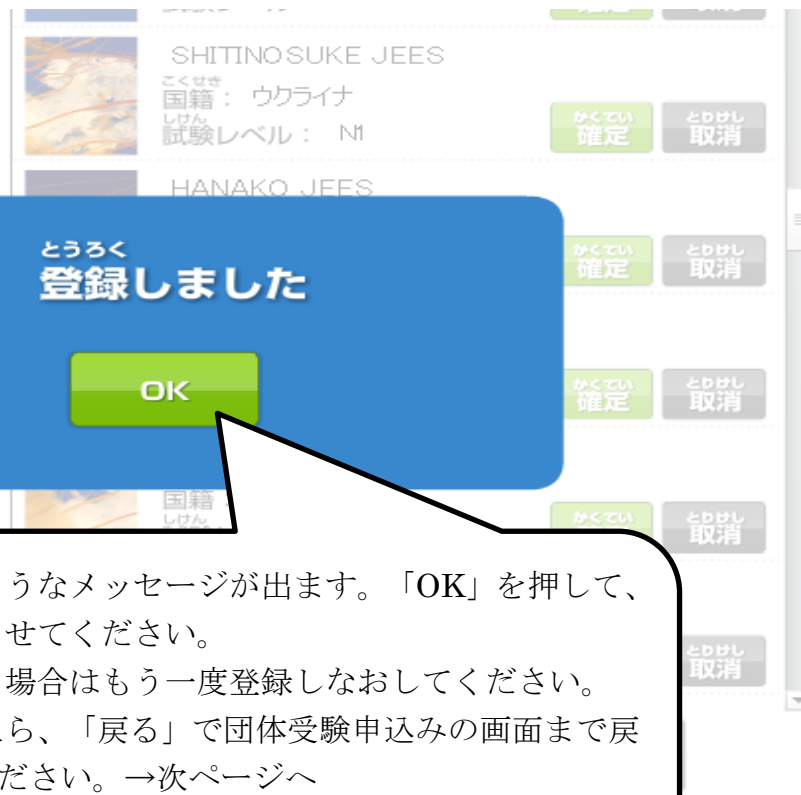 SHITINOSUKE JEES
こくせき
国籍： ウクライナ
しけん
試験レベル： N1
かくてい とりけし
確定 取消
HANAKO JEES
かくてい とりけし
確定 取消
とうろく
登録しました
OK
かくてい とりけし
確定 取消
国籍
しけん
かくてい とりけし
確定 取消
うなメッセージが出ます。「OK」を押して、
せてください。
場合はもう一度登録しなおしてください。
ら、「戻る」で団体受験申込みの画面まで戻
ださい。→次ページへ
とりけし
取消